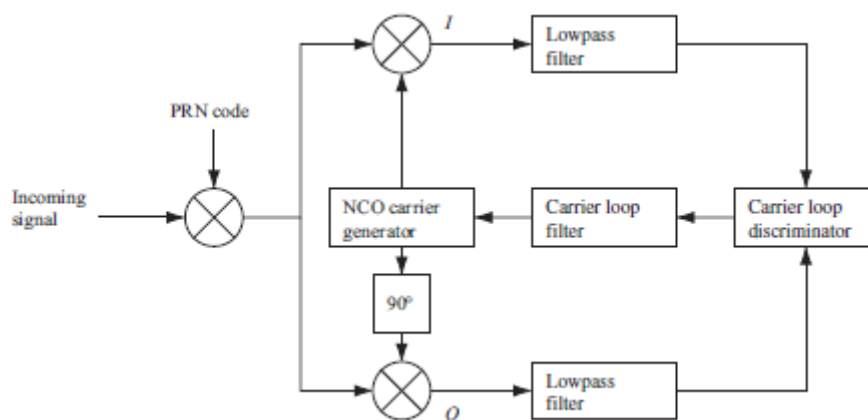 I
Lowpass
filter
PRN code
Incoming
signal
NCO carrier
generator
Carrier loop
filter
Carrier loop
discriminator
90°
Q
Lowpass
filter